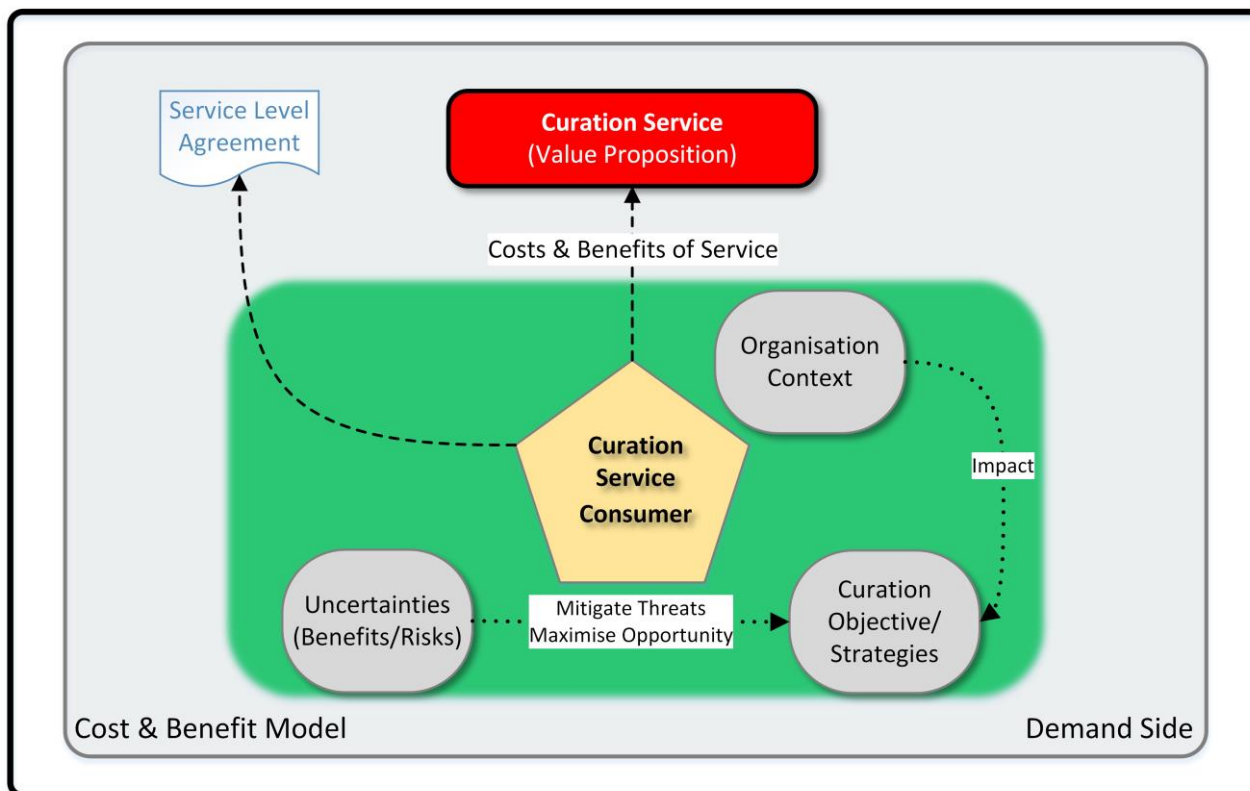 Service Level
Agreement
Curation Service
(Value Proposition)
Costs & Benefits of Service
Organisation
Context
Impact
Curation
Service
Consumer
Uncertainties
(Benefits/Risks)
Mitigate Threats
Maximise Opportunity
Curation
Objective/
Strategies
Cost & Benefit Model
Demand Side